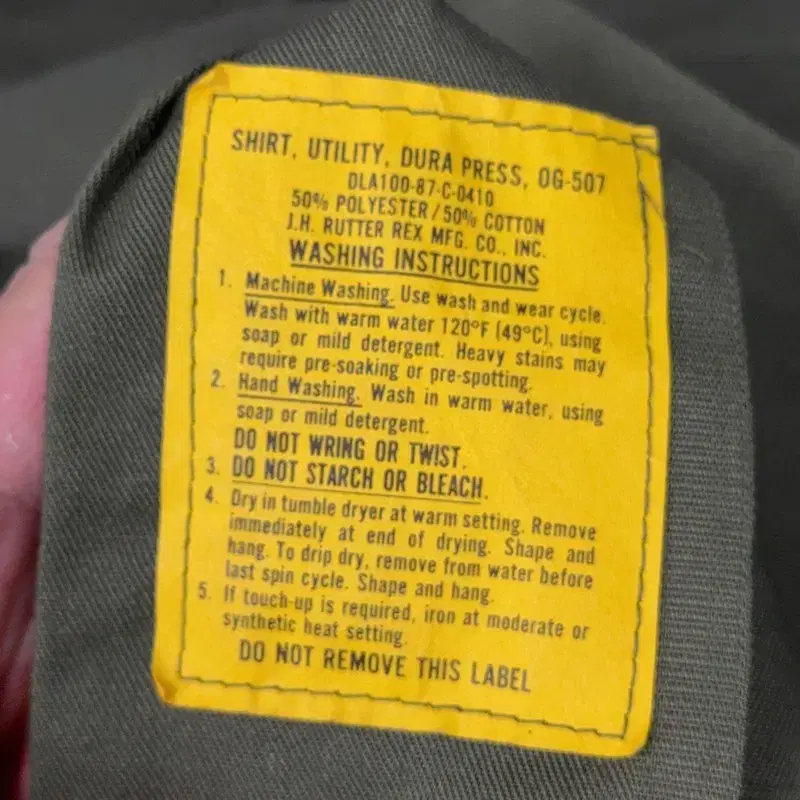 SHIRT, UTILITY, DURA PRESS, OG-507
DLA100-87-C-0410
50% POLYESTER/50% COTTON
J.H. RUTTER REX MFG. CO., INC.
WASHING INSTRUCTIONS
1. Machine Washing. Use wash and wear cycle.
Wash with warm water 120°F (49°C), using
soap or mild detergent. Heavy stains may
require pre-soaking or pre-spotting.
2. Hand Washing. Wash in warm water, using
soap or mild detergent.
DO NOT WRING OR TWIST.
3. DO NOT STARCH OR BLEACH.
4. Dry in tumble dryer at warm setting. Remove
immediately at end of drying. Shape and
hang. To drip dry, remove from water before
last spin cycle. Shape and hang.
5. If touch-up is required, iron at moderate or
synthetic heat setting.
DO NOT REMOVE THIS LABEL